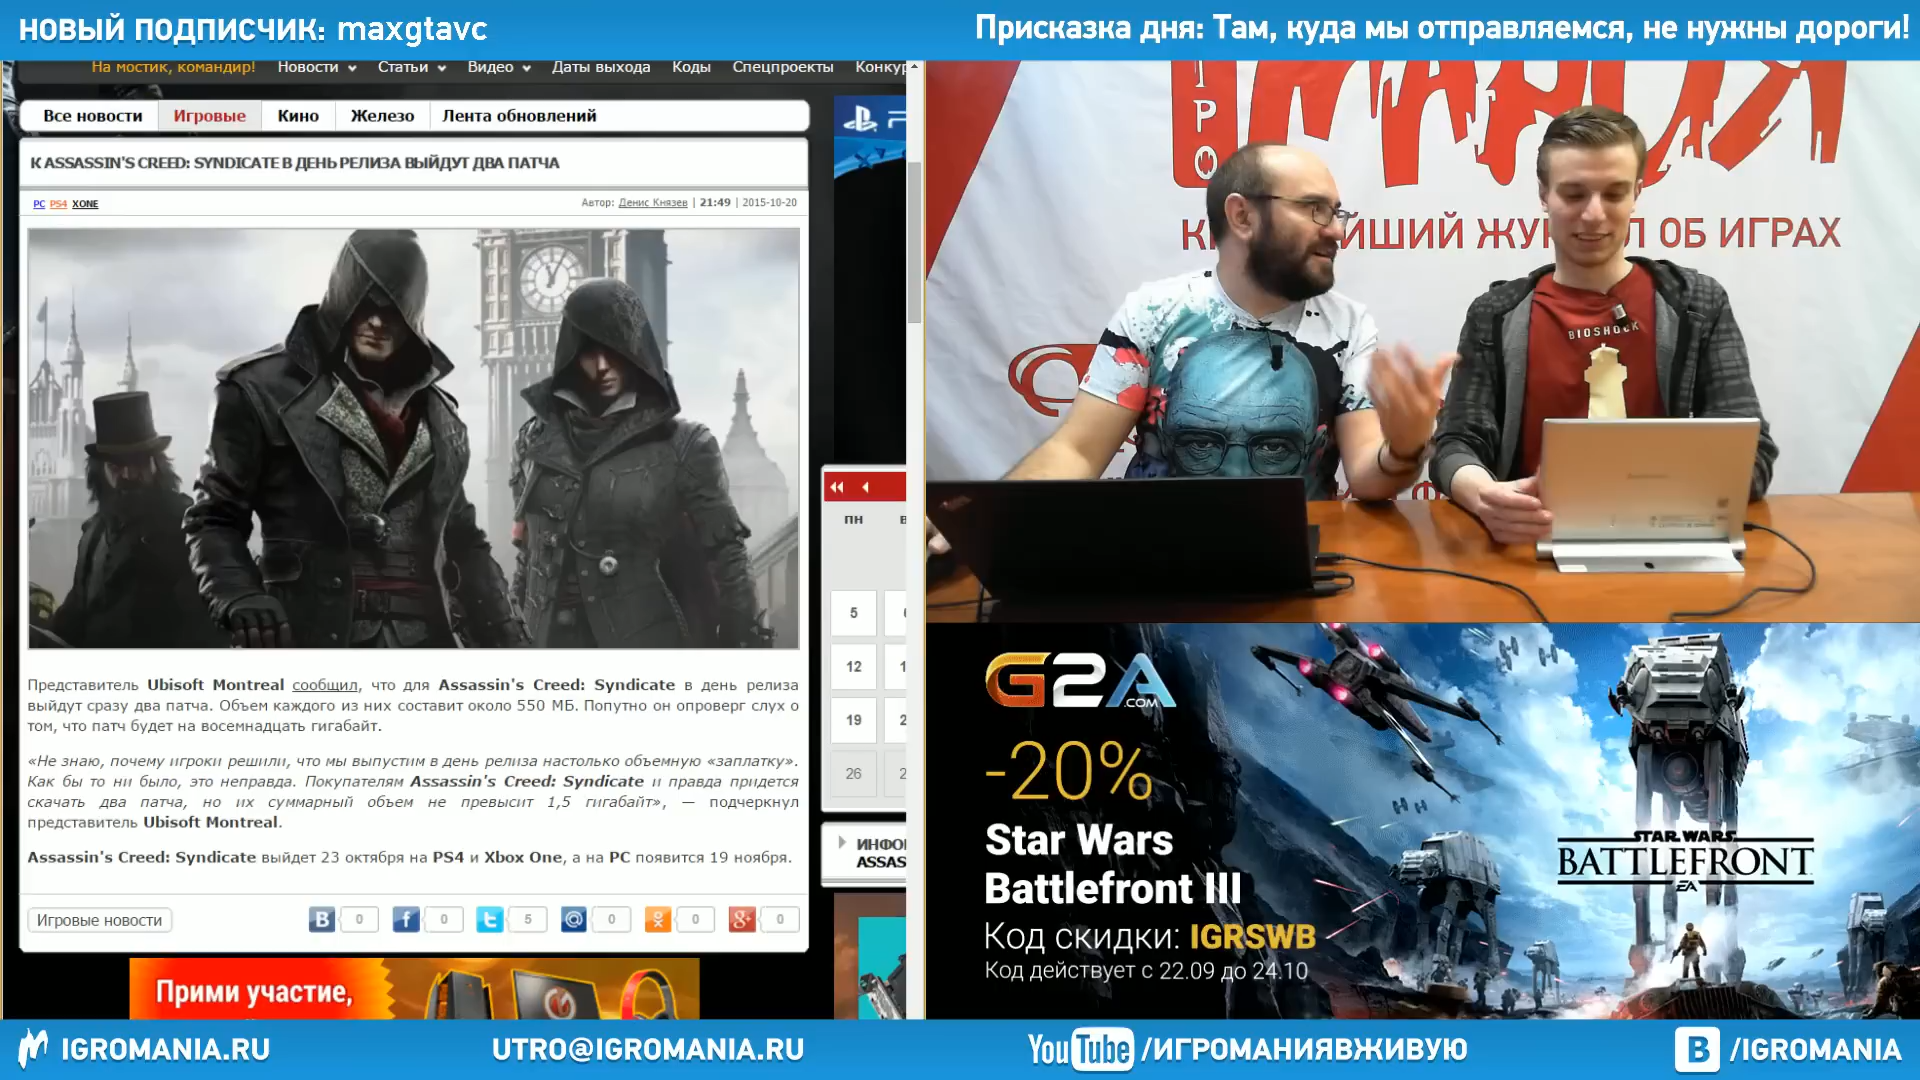 НОВЫЙ ПОДПИСЧИК: maxgtavc
Присказка дня: Там, куда мы отправляемся, не нужны дороги!
На мостик, командир! Новости Статьи Видео Даты выхода Коды Спецпроекты
Все новости Игровые Кино Железо Лента обновлений
К ASSASSIN'S CREED: SYNDICATE В ДЕНЬ РЕЛИЗА ВЫЙДУТ ДВА ПАТЧА
PC PS4 XONE
Автор: Денис Князев | 21:49 | 2015-10-20
Представитель Ubisoft Montreal сообщил, что для Assassin's Creed: Syndicate в день релиза
выйдут сразу два патча. Объем каждого из них составит около 550 МБ. Попутно он опроверг слух о
том, что патч будет на восемнадцать гигабайт.
«Не знаю, почему игроки решили, что мы выпустим в день релиза настолько объемную «заплатку».
Как бы то ни было, это неправда. Покупателям Assassin's Creed: Syndicate и правда придется
скачать два патча, но их суммарный объем не превысит 1,5 гигабайт», — подчеркнул
представитель Ubisoft Montreal.
Assassin's Creed: Syndicate выйдет 23 октября на PS4 и Xbox One, а на PC появится 19 ноября.
Игровые новости
0 0 5 0 0 0
Прими участие,
ПН
5
12
19
26
ASSAS
ЖУР
Л ОБ ИГРАХ
BIOSHOCK
G2A
.COM
-20%
Star Wars
Battlefront III
Код скидки: IGRSWB
Код действует с 22.09 до 24.10
STAR WARS
BATTLEFRONT
EA
IGROMANIA.RU
UTRO@IGROMANIA.RU
YouTube /ИГРОМАНИЯВЖИВУЮ
В /IGROMANIA